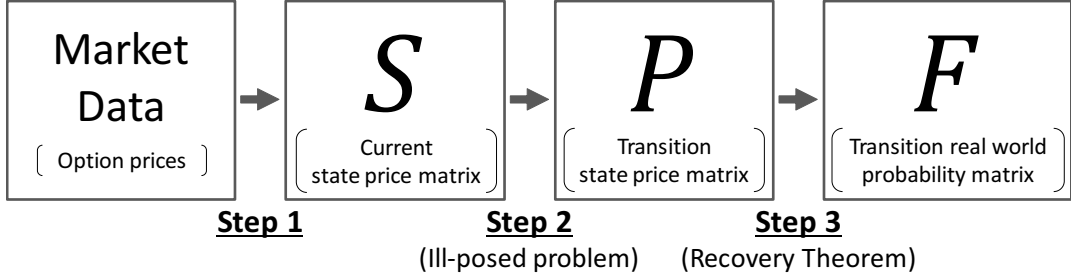 Market
Data
Option prices
S
Current
state price matrix
P
Transition
state price matrix
F
Transition real world
probability matrix
Step 1
Step 2
(Ill-posed problem)
Step 3
(Recovery Theorem)